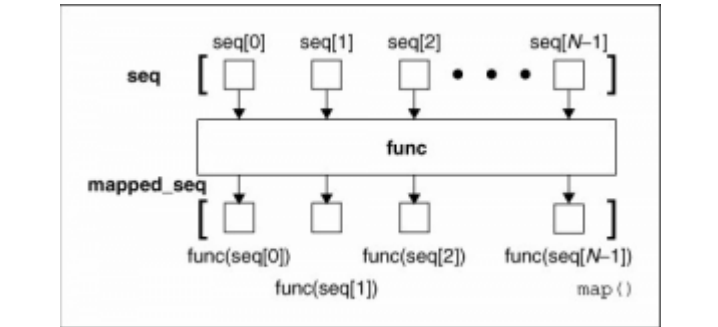 seq[0] seq[1] seq[2] seq[N–1]
seq [ ]
func
mapped_seq
[ ]
func(seq[0]) func(seq[2]) func(seq[N–1])
func(seq[1]) map()